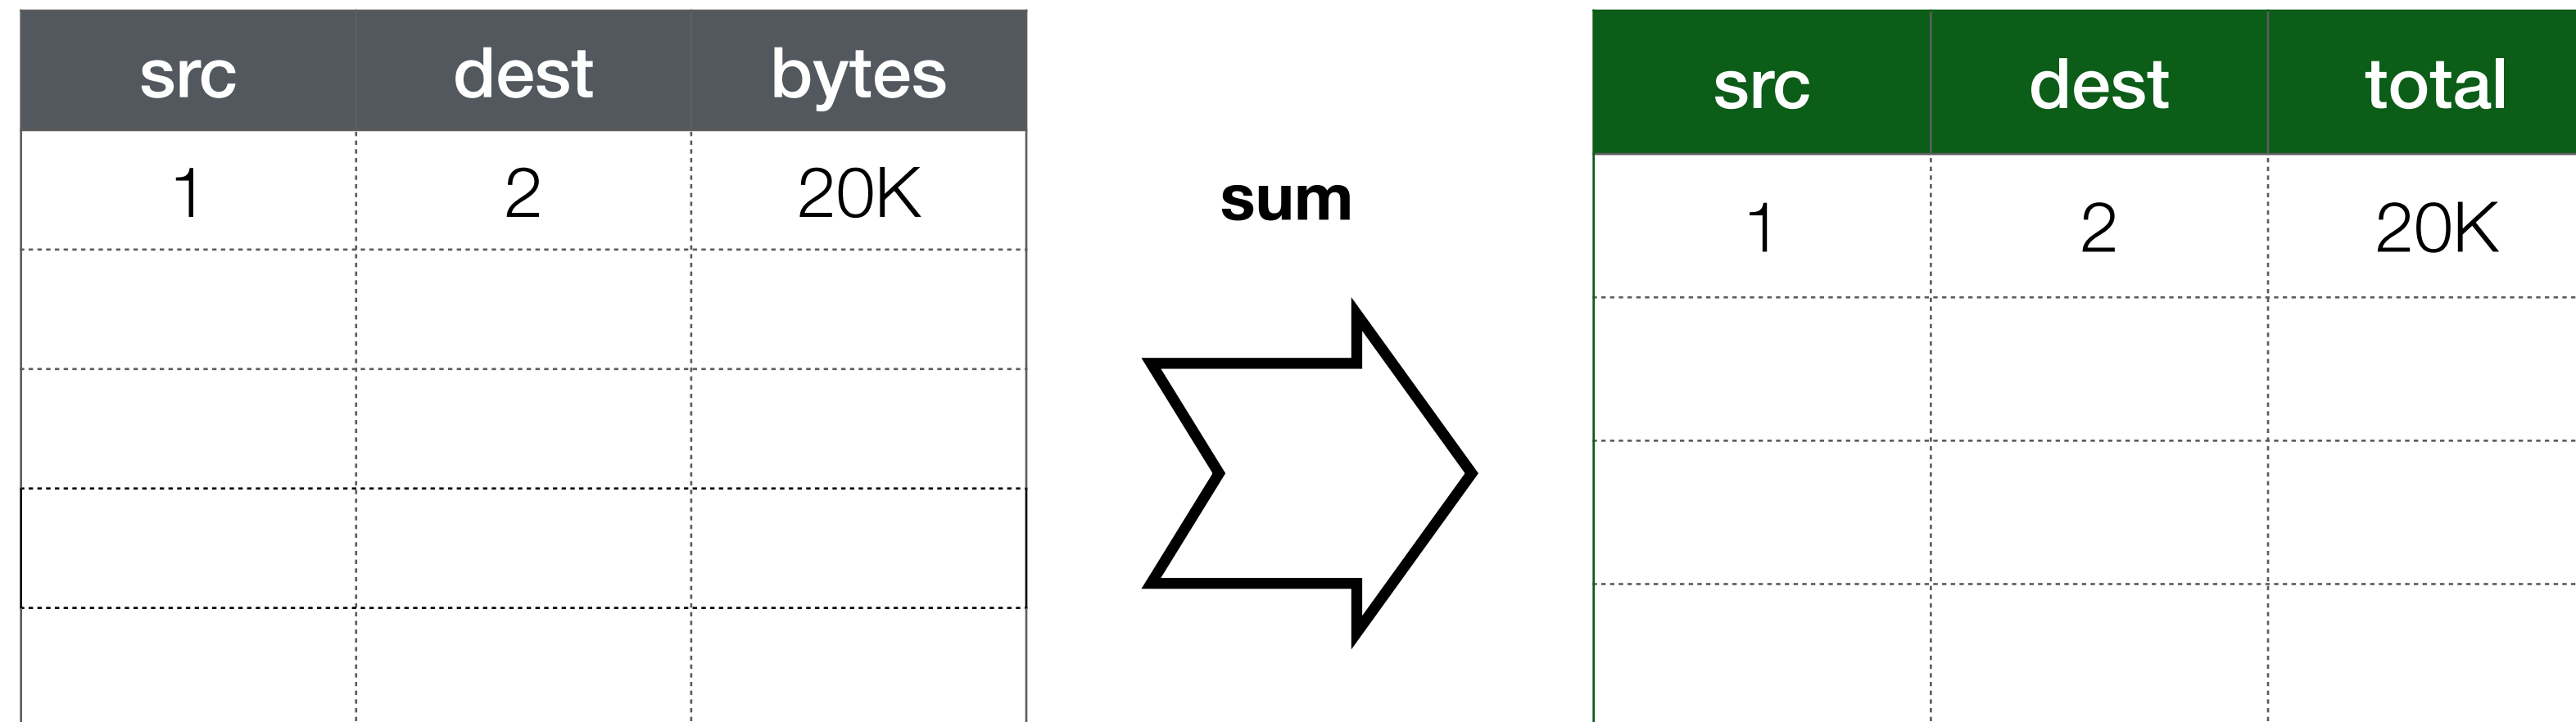 src dest bytes
1 2 20K
sum
src dest total
1 2 20K